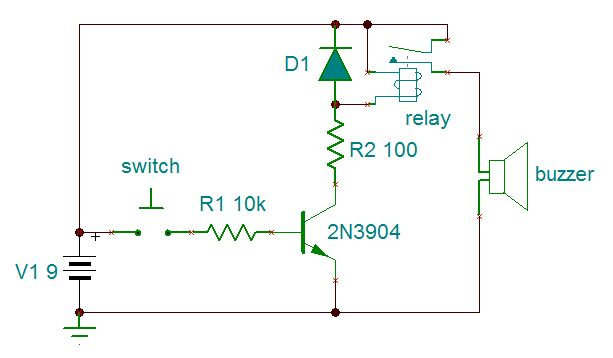 D1
relay
R2 100
switch
buzzer
R1 10k
2N3904
+
V1 9